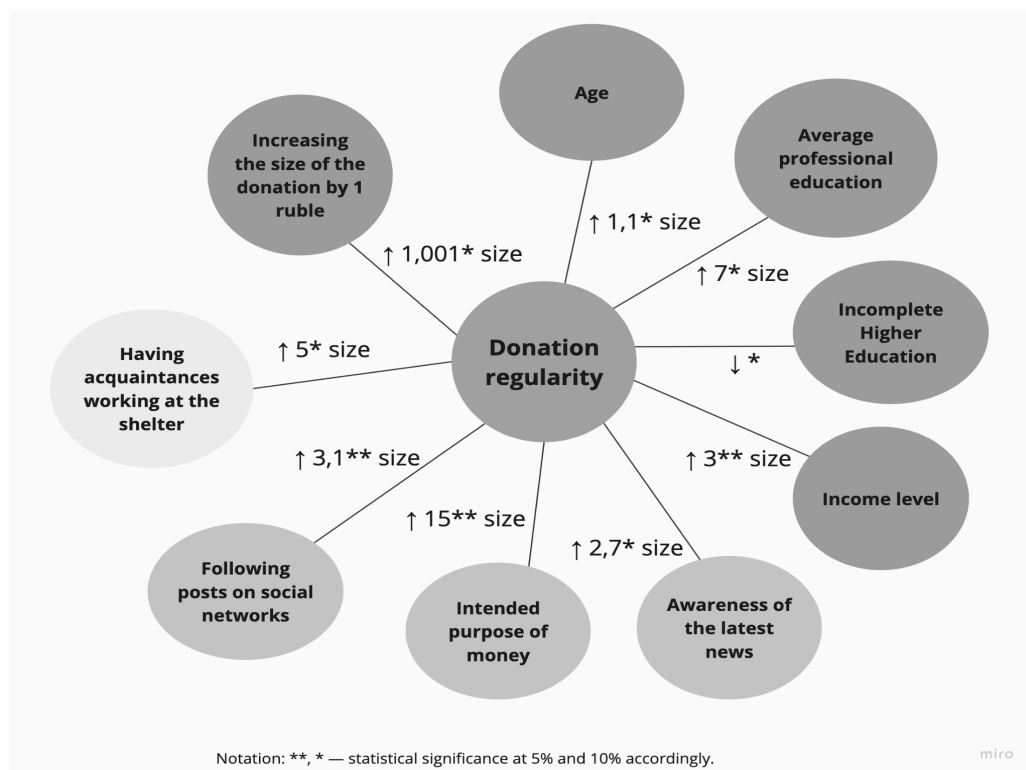 Age
Average
professional
education
Increasing
the size of the
donation by 1
ruble
↑ 1,1* size
↑ 1,001* size
↑ 7* size
Incomplete
Higher
Education
Donation
regularity
↑ 5* size
↓ *
Having
acquaintances
working at the
shelter
↑ 3,1** size
↑ 3** size
Income level
↑ 15** size
↑ 2,7* size
Following
posts on social
networks
Intended
purpose of
money
Awareness of
the latest
news
Notation: **, * — statistical significance at 5% and 10% accordingly.
miro